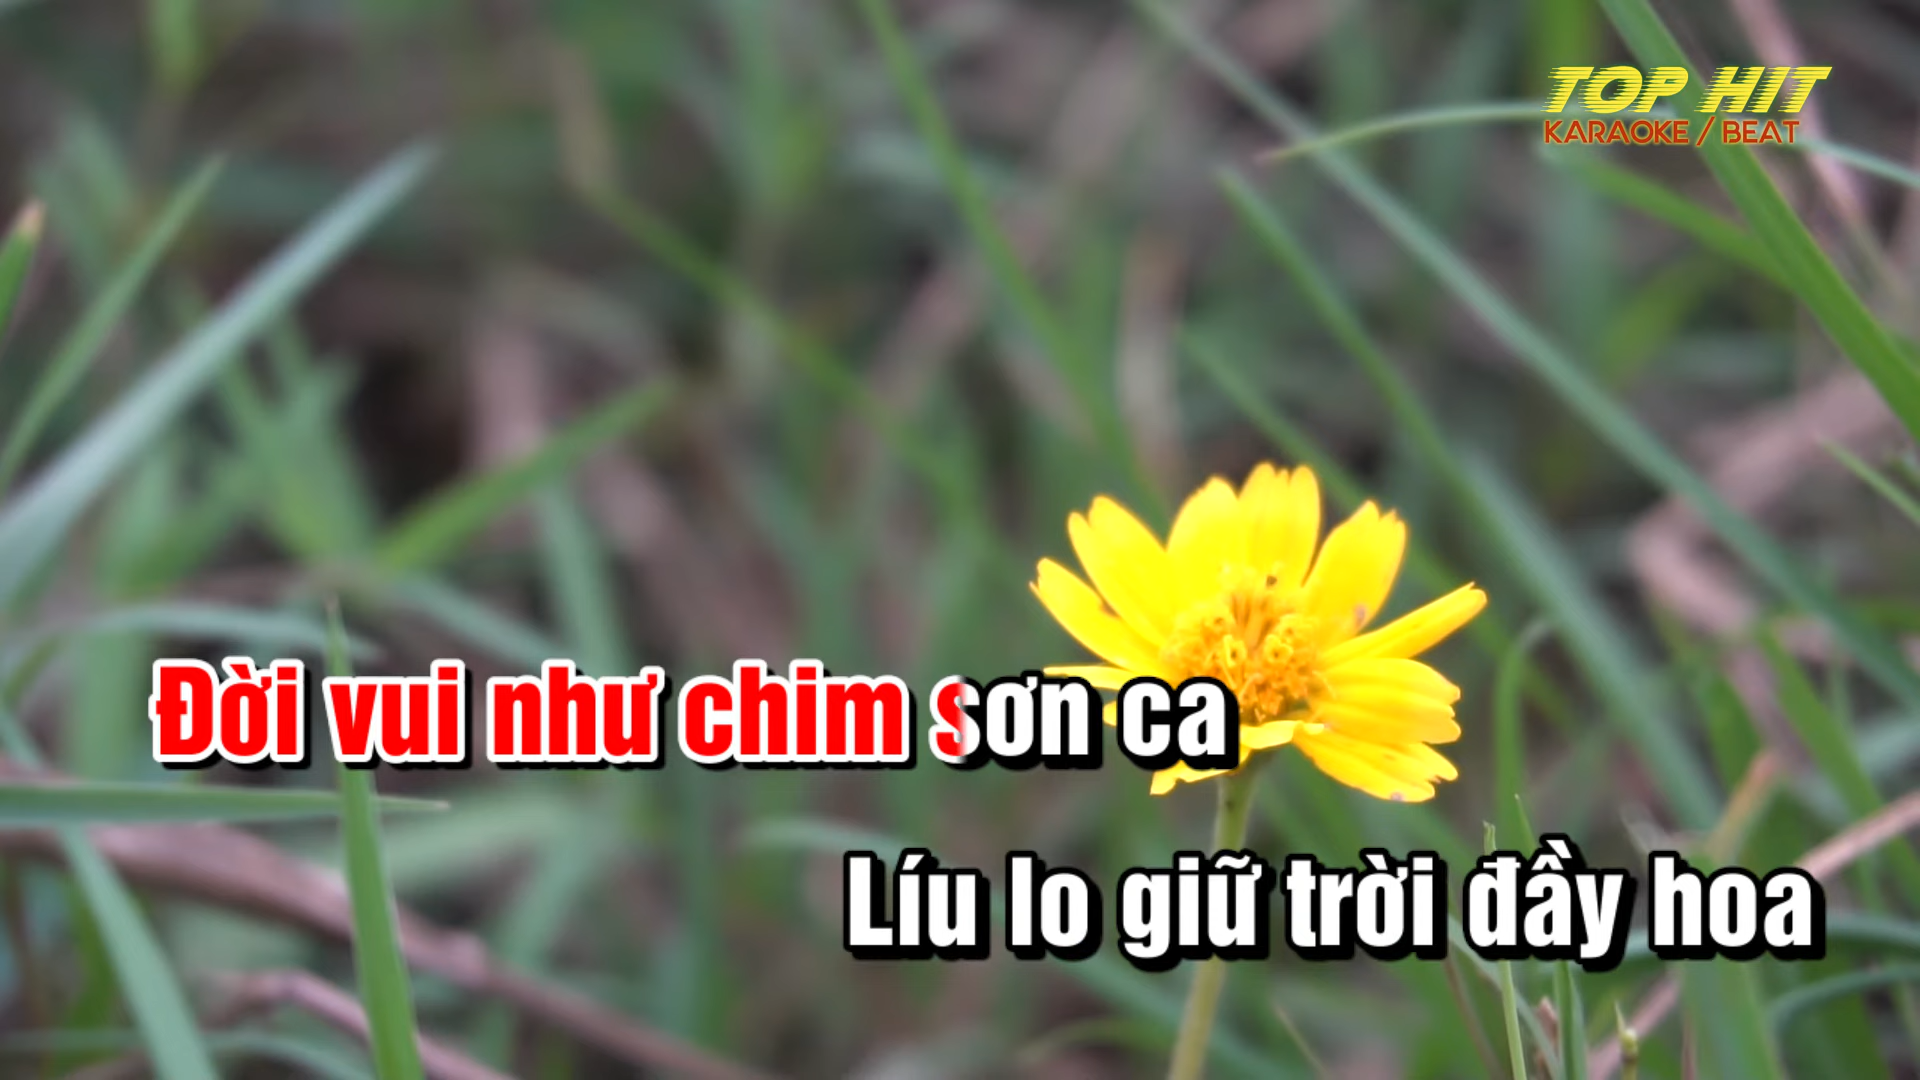 TOP HIT
KARAOKE / BEAT
Đời vui như chim sơn ca
Líu lo giữ trời đầy hoa